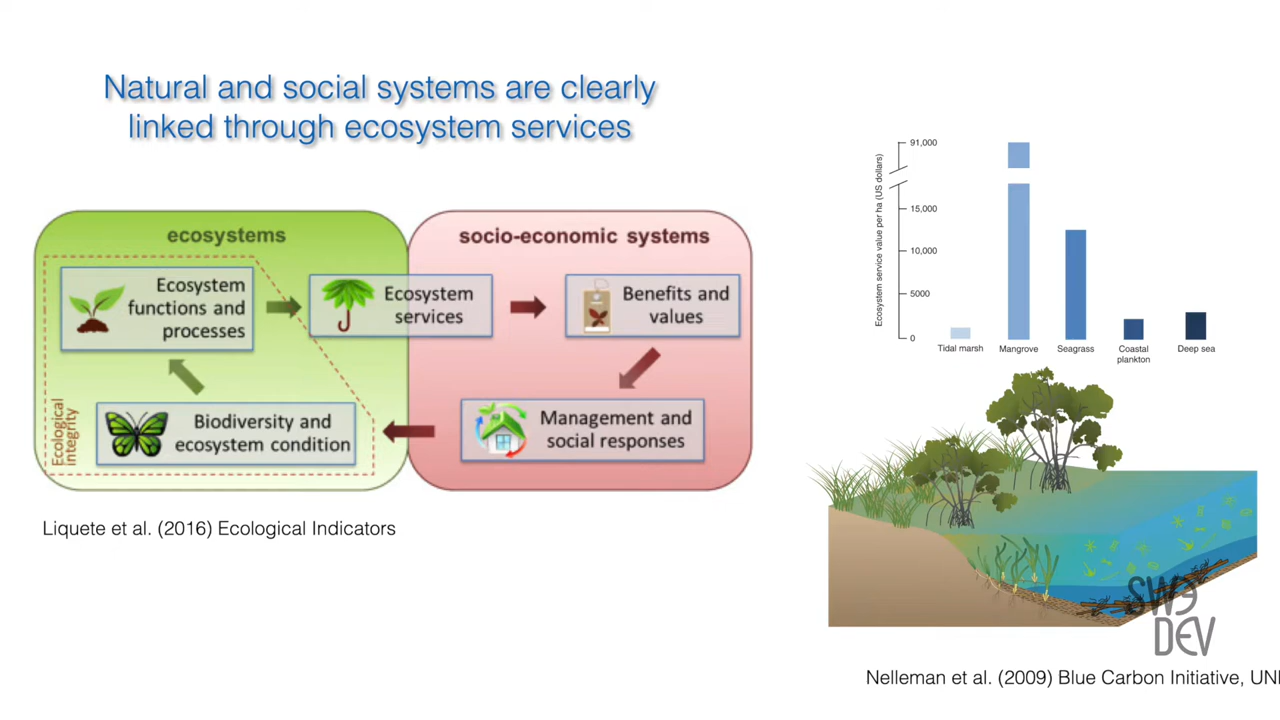 Natural and social systems are clearly
linked through ecosystem services
ecosystems
socio-economic systems
Ecosystem
functions and
processes
Ecosystem
services
Benefits and
values
Ecological
integrity
Biodiversity and
ecosystem condition
Management and
social responses
Liquete et al. (2016) Ecological Indicators
Ecosystem service value per ha (US dollars)
91,000
15,000
10,000
5000
0
Tidal marsh
Mangrove
Seagrass
Coastal
plankton
Deep sea
SW3
DEV
Nelleman et al. (2009) Blue Carbon Initiative,